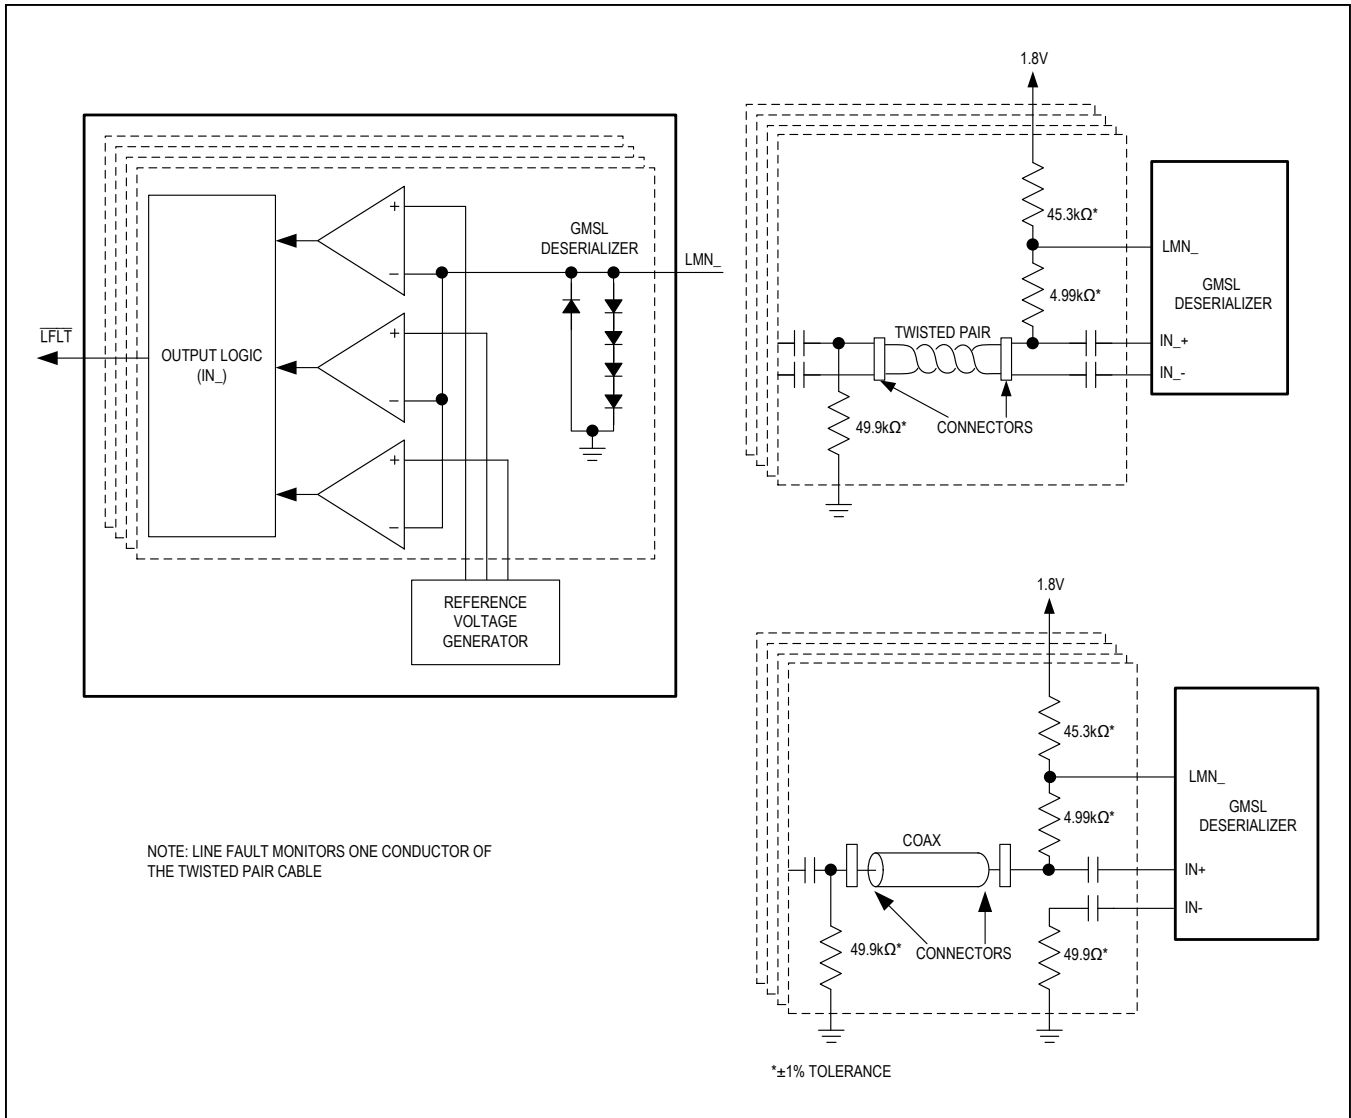 GMSL
DESERIALIZER
LMN_
+
−
+
−
+
−
LFLT
OUTPUT LOGIC
(IN_)
REFERENCE
VOLTAGE
GENERATOR
NOTE: LINE FAULT MONITORS ONE CONDUCTOR OF
THE TWISTED PAIR CABLE
1.8V
45.3kΩ*
LMN_
4.99kΩ*
GMSL
DESERIALIZER
TWISTED PAIR
IN_+
IN_-
49.9kΩ*
CONNECTORS
1.8V
45.3kΩ*
LMN_
4.99kΩ*
GMSL
DESERIALIZER
COAX
IN+
IN-
49.9kΩ*
CONNECTORS
49.9Ω*
*±1% TOLERANCE